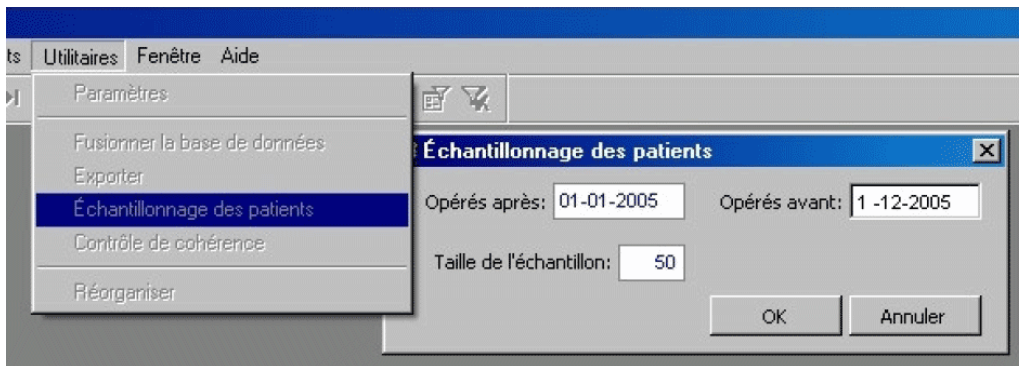 ts Utilitaires Fenêtre Aide
Paramètres
Fusionner la base de données
Exporter
Échantillonnage des patients
Contrôle de cohérence
Réorganiser
Échantillonnage des patients
Opérés après: 01-01-2005 Opérés avant: 1 -12-2005
Taille de l'échantillon: 50
OK Annuler